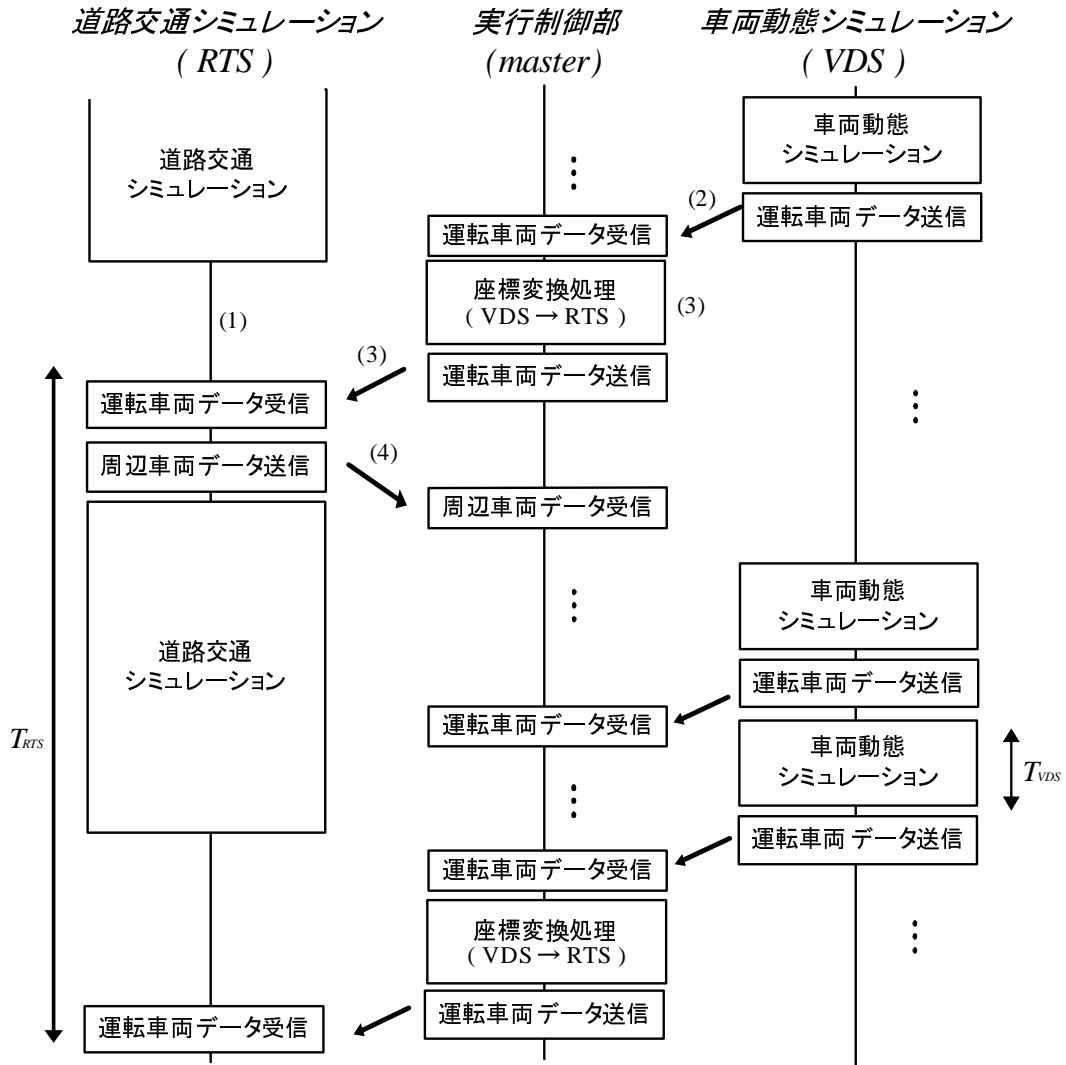 道路交通シミュレーション
( RTS )
実行制御部
(master)
車両動態シミュレーション
( VDS )
車両動態
シミュレーション
道路交通
シミュレーション
(2)
運転車両データ送信
運転車両データ受信
座標変換処理
( VDS → RTS )
(3)
(1)
(3)
運転車両データ送信
運転車両データ受信
(4)
周辺車両データ送信
周辺車両データ受信
車両動態
シミュレーション
道路交通
シミュレーション
運転車両データ送信
運転車両データ受信
TRTS
車両動態
シミュレーション
TVDS
運転車両データ送信
運転車両データ受信
座標変換処理
( VDS → RTS )
運転車両データ送信
運転車両データ受信